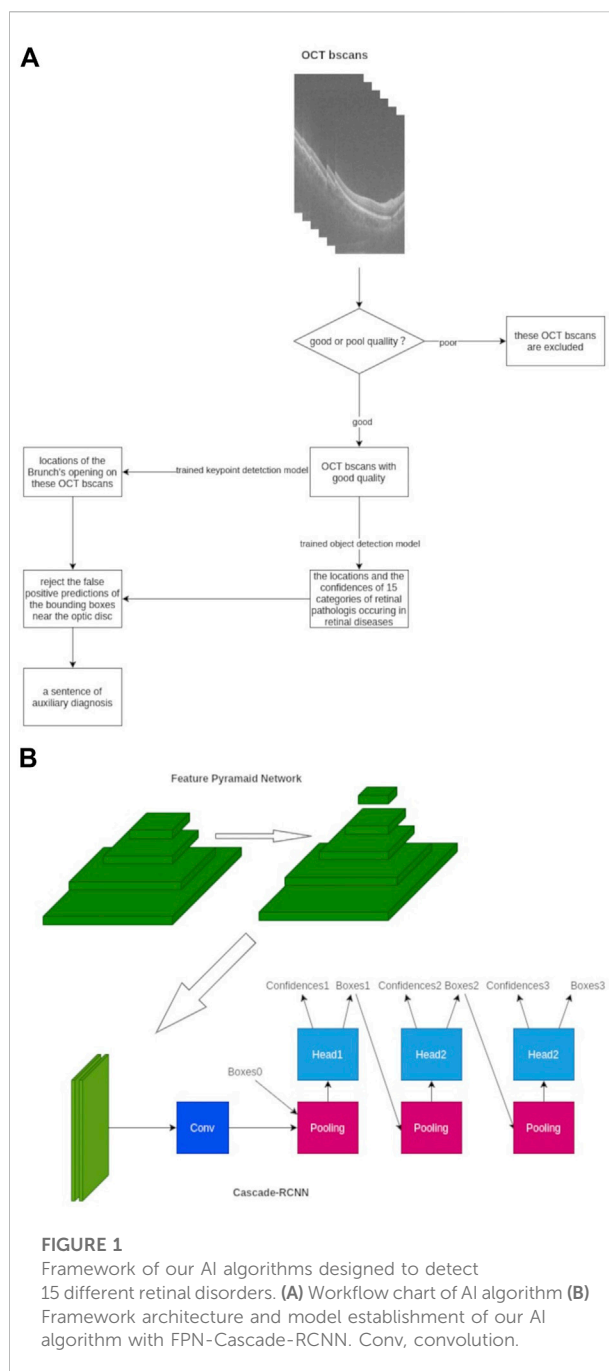 A
OCT bscans
good or pool quallity ?
pool
these OCT bscans
are excluded
good
locations of the
Brunch's opening on
these OCT bscans
trained keypoint detetction model
OCT bscans with
good quality
trained object detection model
reject the false
positive predictions of
the bounding boxes
near the optic disc
the locations and the
confidences of 15
categories of retinal
pathologis occuring in
retinal diseases
a sentence of
auxiliary diagnosis
B
Feature Pyramaid Network
Confidences1 Boxes1 Confidences2 Boxes2 Confidences3 Boxes3
Head1 Head2 Head2
Boxes0
Conv Pooling Pooling Pooling
Cascade-RCNN
FIGURE 1
Framework of our AI algorithms designed to detect
15 different retinal disorders. (A) Workflow chart of AI algorithm (B)
Framework architecture and model establishment of our AI
algorithm with FPN-Cascade-RCNN. Conv, convolution.